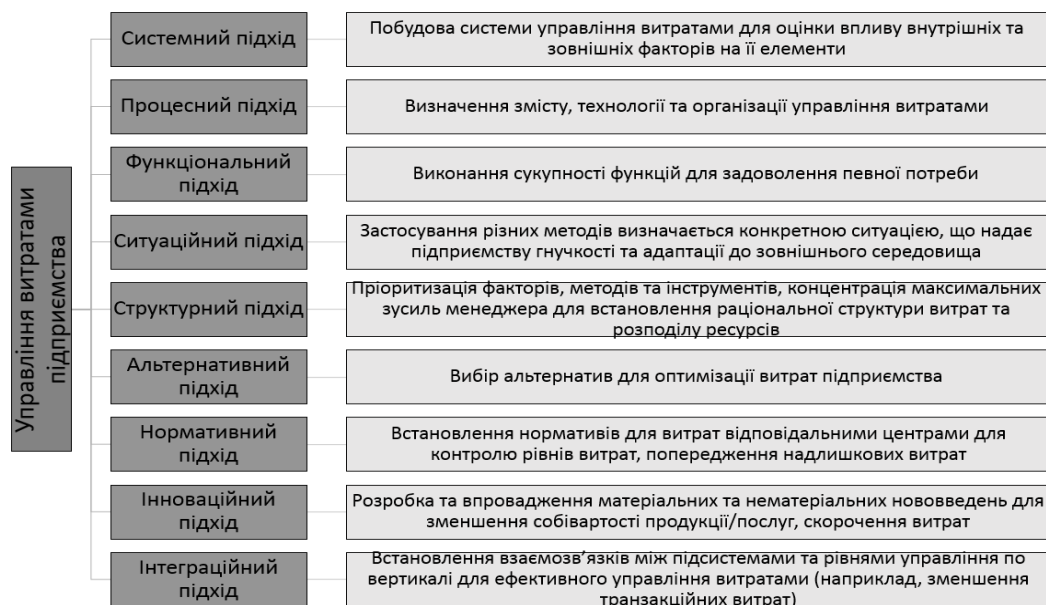 Управління витратами
підприємства
Системний підхід
Побудова системи управління витратами для оцінки впливу внутрішніх та
зовнішніх факторів на її елементи
Процесний підхід
Визначення змісту, технології та організації управління витратами
Функціональний
підхід
Виконання сукупності функцій для задоволення певної потреби
Ситуаційний підхід
Застосування різних методів визначається конкретною ситуацією, що надає
підприємству гнучкості та адаптації до зовнішнього середовища
Структурний підхід
Пріоритизація факторів, методів та інструментів, концентрація максимальних
зусиль менеджера для встановлення раціональної структури витрат та
розподілу ресурсів
Альтернативний
підхід
Вибір альтернатив для оптимізації витрат підприємства
Нормативний
підхід
Встановлення нормативів для витрат відповідальними центрами для
контролю рівнів витрат, попередження надлишкових витрат
Інноваційний
підхід
Розробка та впровадження матеріальних та нематеріальних нововведень для
зменшення собівартості продукції/послуг, скорочення витрат
Інтеграційний
підхід
Встановлення взаємозв’язків між підсистемами та рівнями управління по
вертикалі для ефективного управління витратами (наприклад, зменшення
транзакційних витрат)